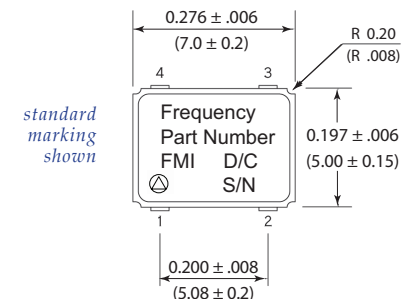 0.276 ± .006
(7.0 ± 0.2)
R 0.20
(R .008)
4
3
standard
marking
shown
Frequency
Part Number
FMI D/C
S/N
0.197 ± .006
(5.00 ± 0.15)
1
2
0.200 ± .008
(5.08 ± 0.2)